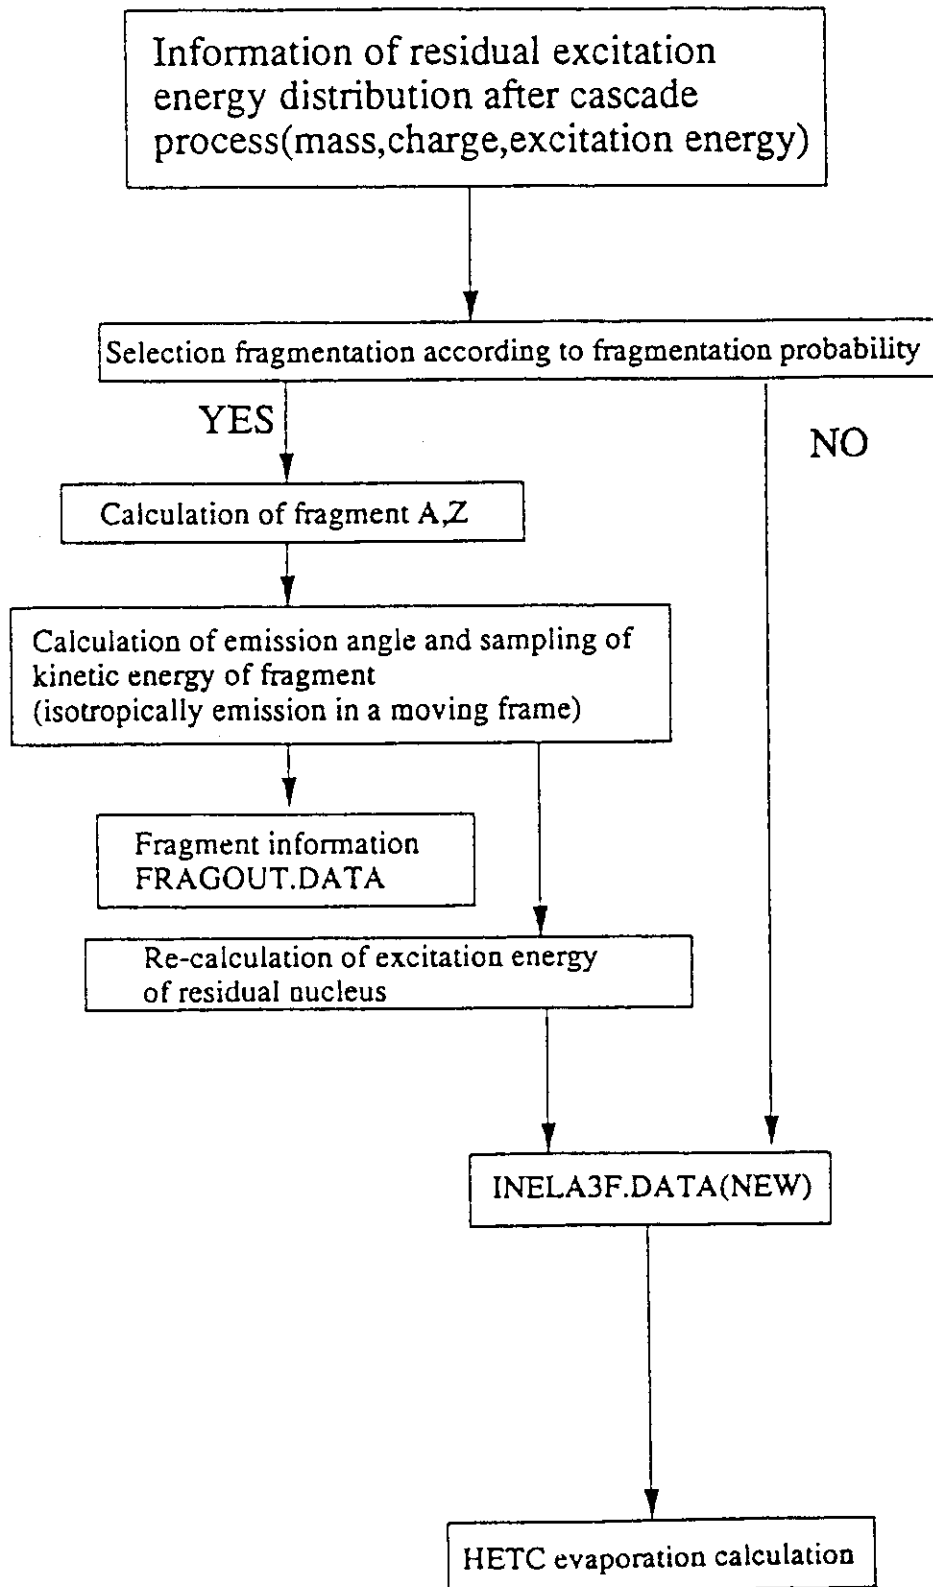 Information of residual excitation
energy distribution after cascade
process(mass,charge,excitation energy)
Selection fragmentation according to fragmentation probability
YES
NO
Calculation of fragment A,Z
Calculation of emission angle and sampling of
kinetic energy of fragment
(isotropically emission in a moving frame)
Fragment information
FRAGOUT.DATA
Re-calculation of excitation energy
of residual nucleus
INELA3F.DATA(NEW)
HETC evaporation calculation